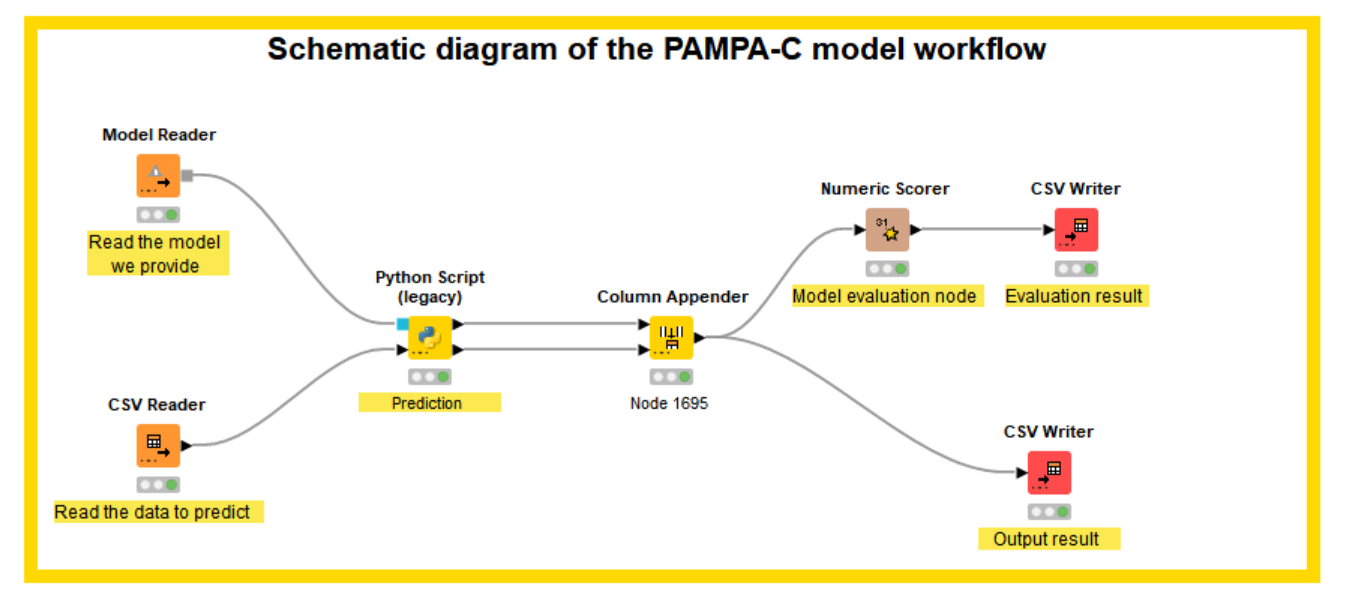 Schematic diagram of the PAMPA-C model workflow
Model Reader
Read the model
we provide
CSV Reader
Read the data to predict
Python Script
(legacy)
Prediction
Column Appender
Node 1695
Numeric Scorer
31
Model evaluation node
CSV Writer
Evaluation result
CSV Writer
Output result